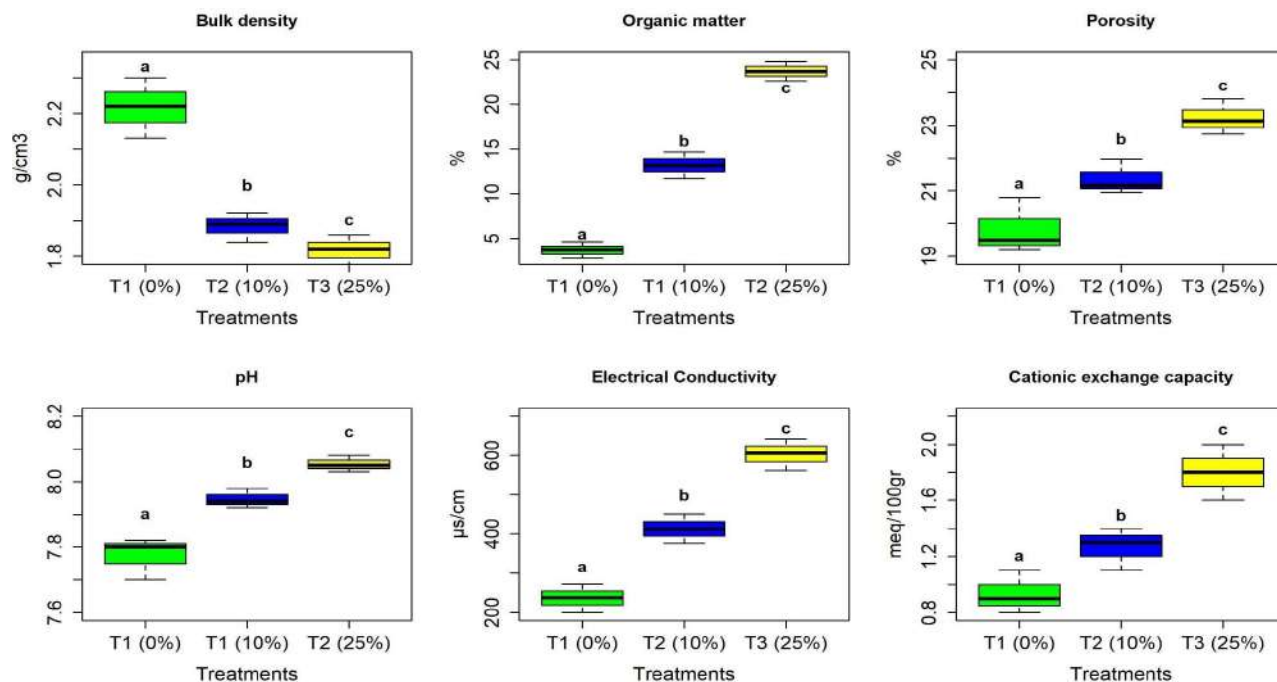 Bulk density
Organic matter
Porosity
g/cm3
2.2
2.0
1.8
a
b
c
T1 (0%) T2 (10%) T3 (25%)
Treatments
%
25
20
15
10
5
a
b
c
T1 (0%) T1 (10%) T2 (25%)
Treatments
%
25
23
21
19
a
b
c
T1 (0%) T2 (10%) T3 (25%)
Treatments
pH
Electrical Conductivity
Cationic exchange capacity
8.2
8.0
7.8
7.6
a
b
c
T1 (0%) T1 (10%) T2 (25%)
Treatments
µs/cm
600
400
200
a
b
c
T1 (0%) T2 (10%) T3 (25%)
Treatments
meq/100gr
2.0
1.6
1.2
0.8
a
b
c
T1 (0%) T2 (10%) T3 (25%)
Treatments